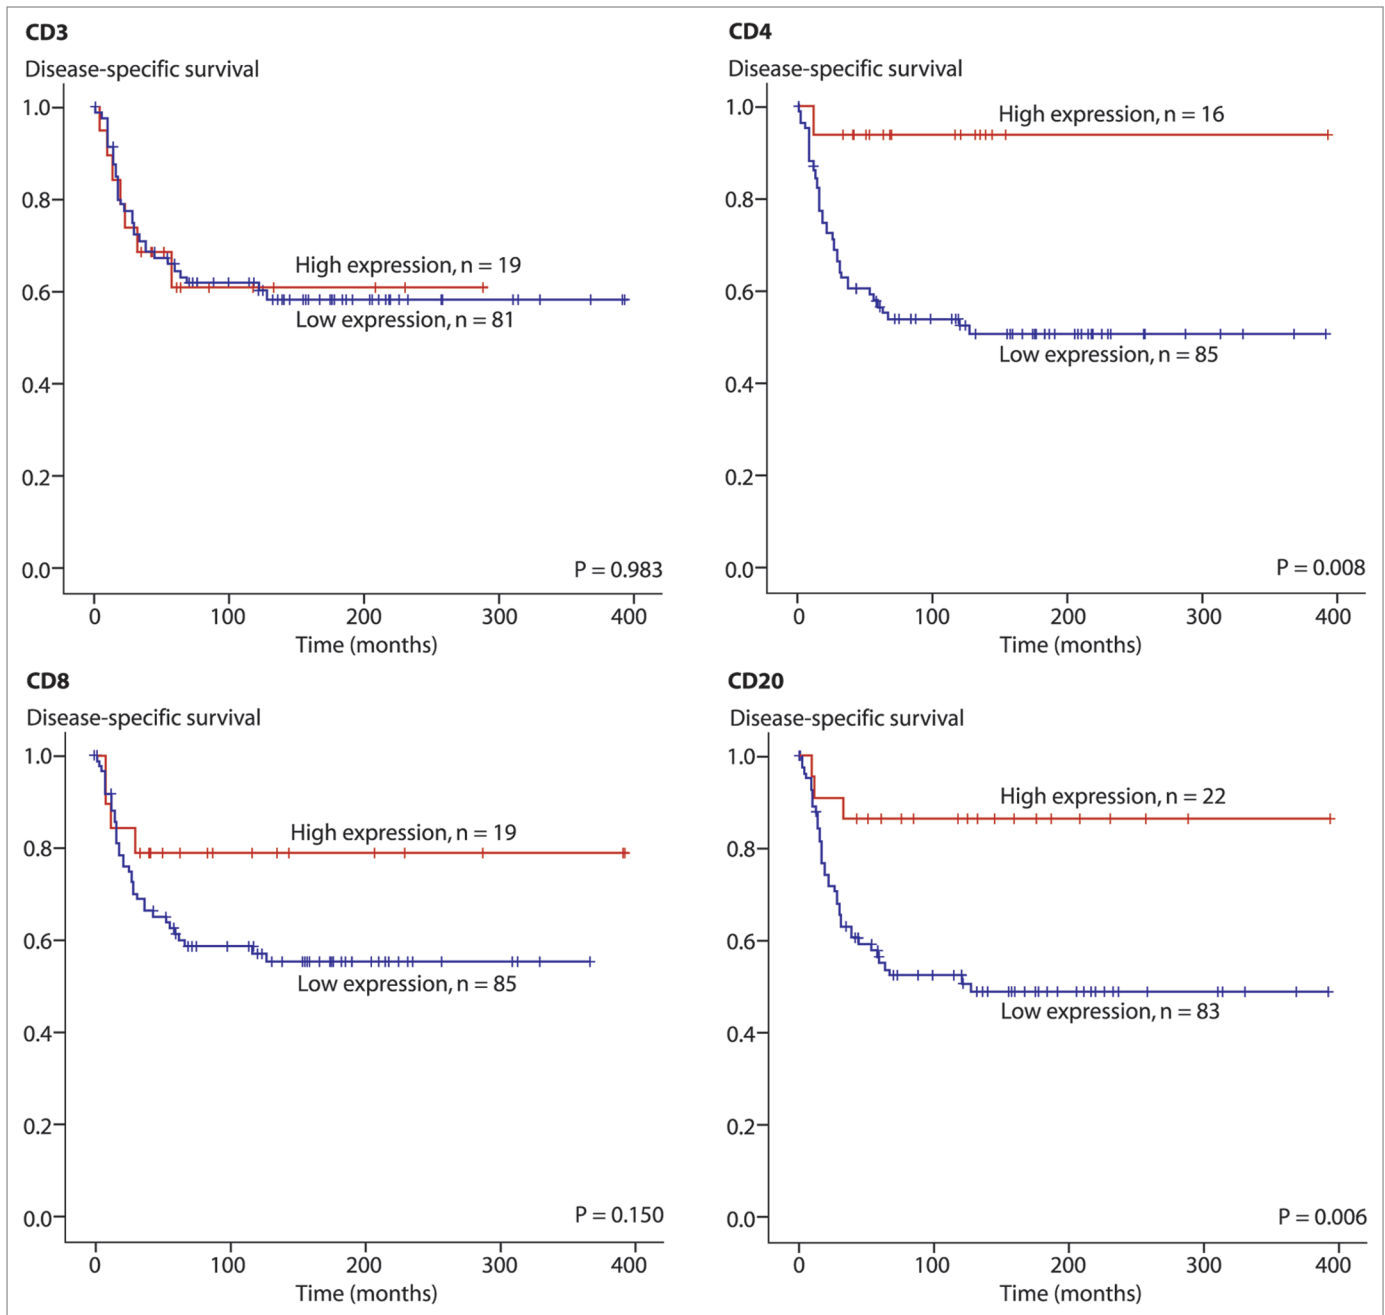 CD3
Disease-specific survival
1.0
0.8
0.6
0.4
0.2
0.0
High expression, n = 19
Low expression, n = 81
P = 0.983
0 100 200 300 400
Time (months)
CD4
Disease-specific survival
1.0
0.8
0.6
0.4
0.2
0.0
High expression, n = 16
Low expression, n = 85
P = 0.008
0 100 200 300 400
Time (months)
CD8
Disease-specific survival
1.0
0.8
0.6
0.4
0.2
0.0
High expression, n = 19
Low expression, n = 85
P = 0.150
0 100 200 300 400
Time (months)
CD20
Disease-specific survival
1.0
0.8
0.6
0.4
0.2
0.0
High expression, n = 22
Low expression, n = 83
P = 0.006
0 100 200 300 400
Time (months)